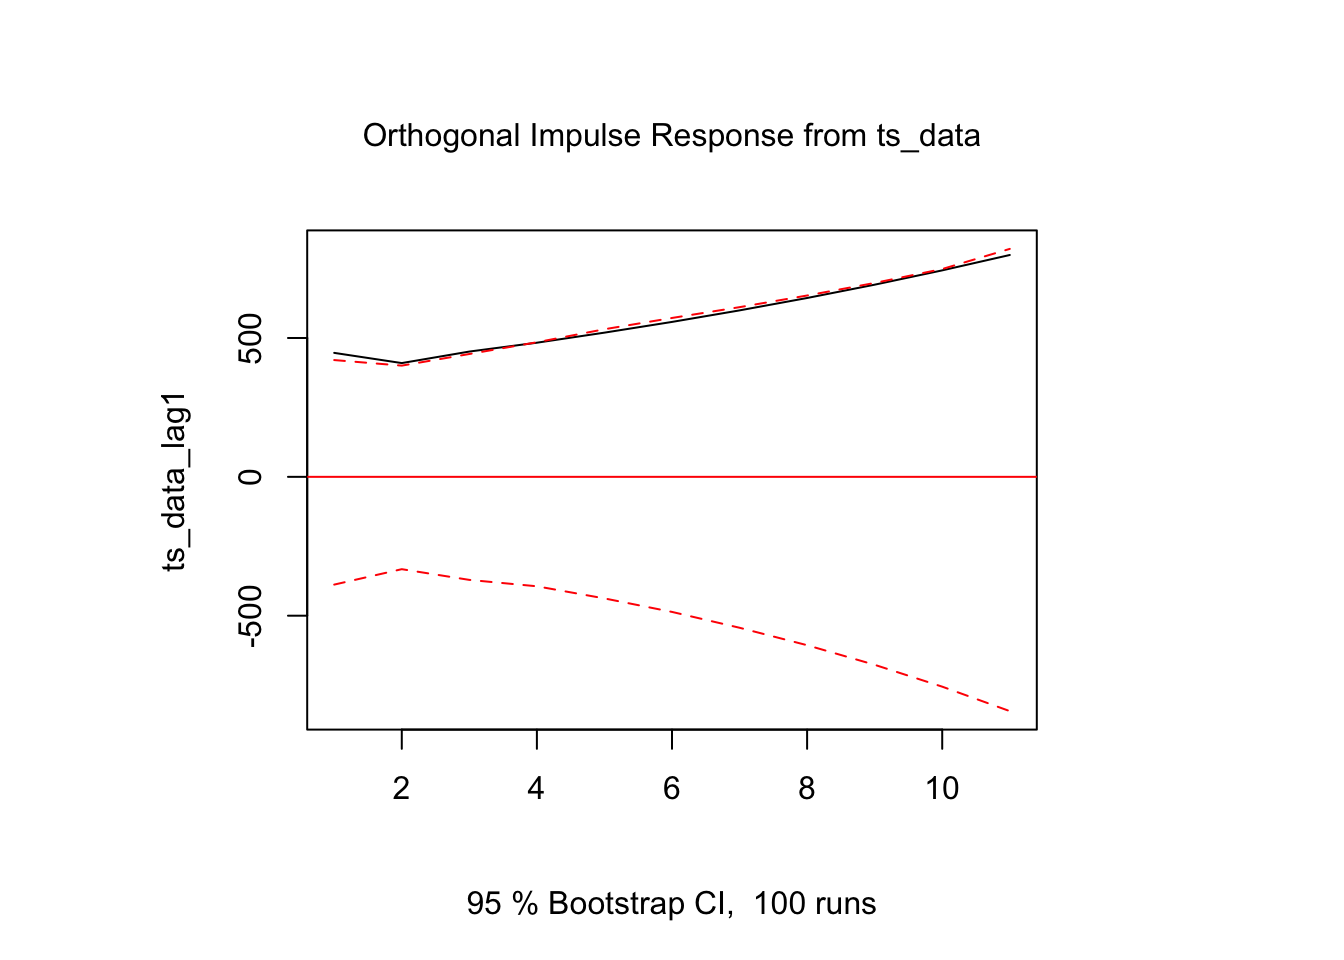 Orthogonal Impulse Response from ts_data
ts_data_lag1
500
0
-500
2 4 6 8 10
95 % Bootstrap CI,  100 runs